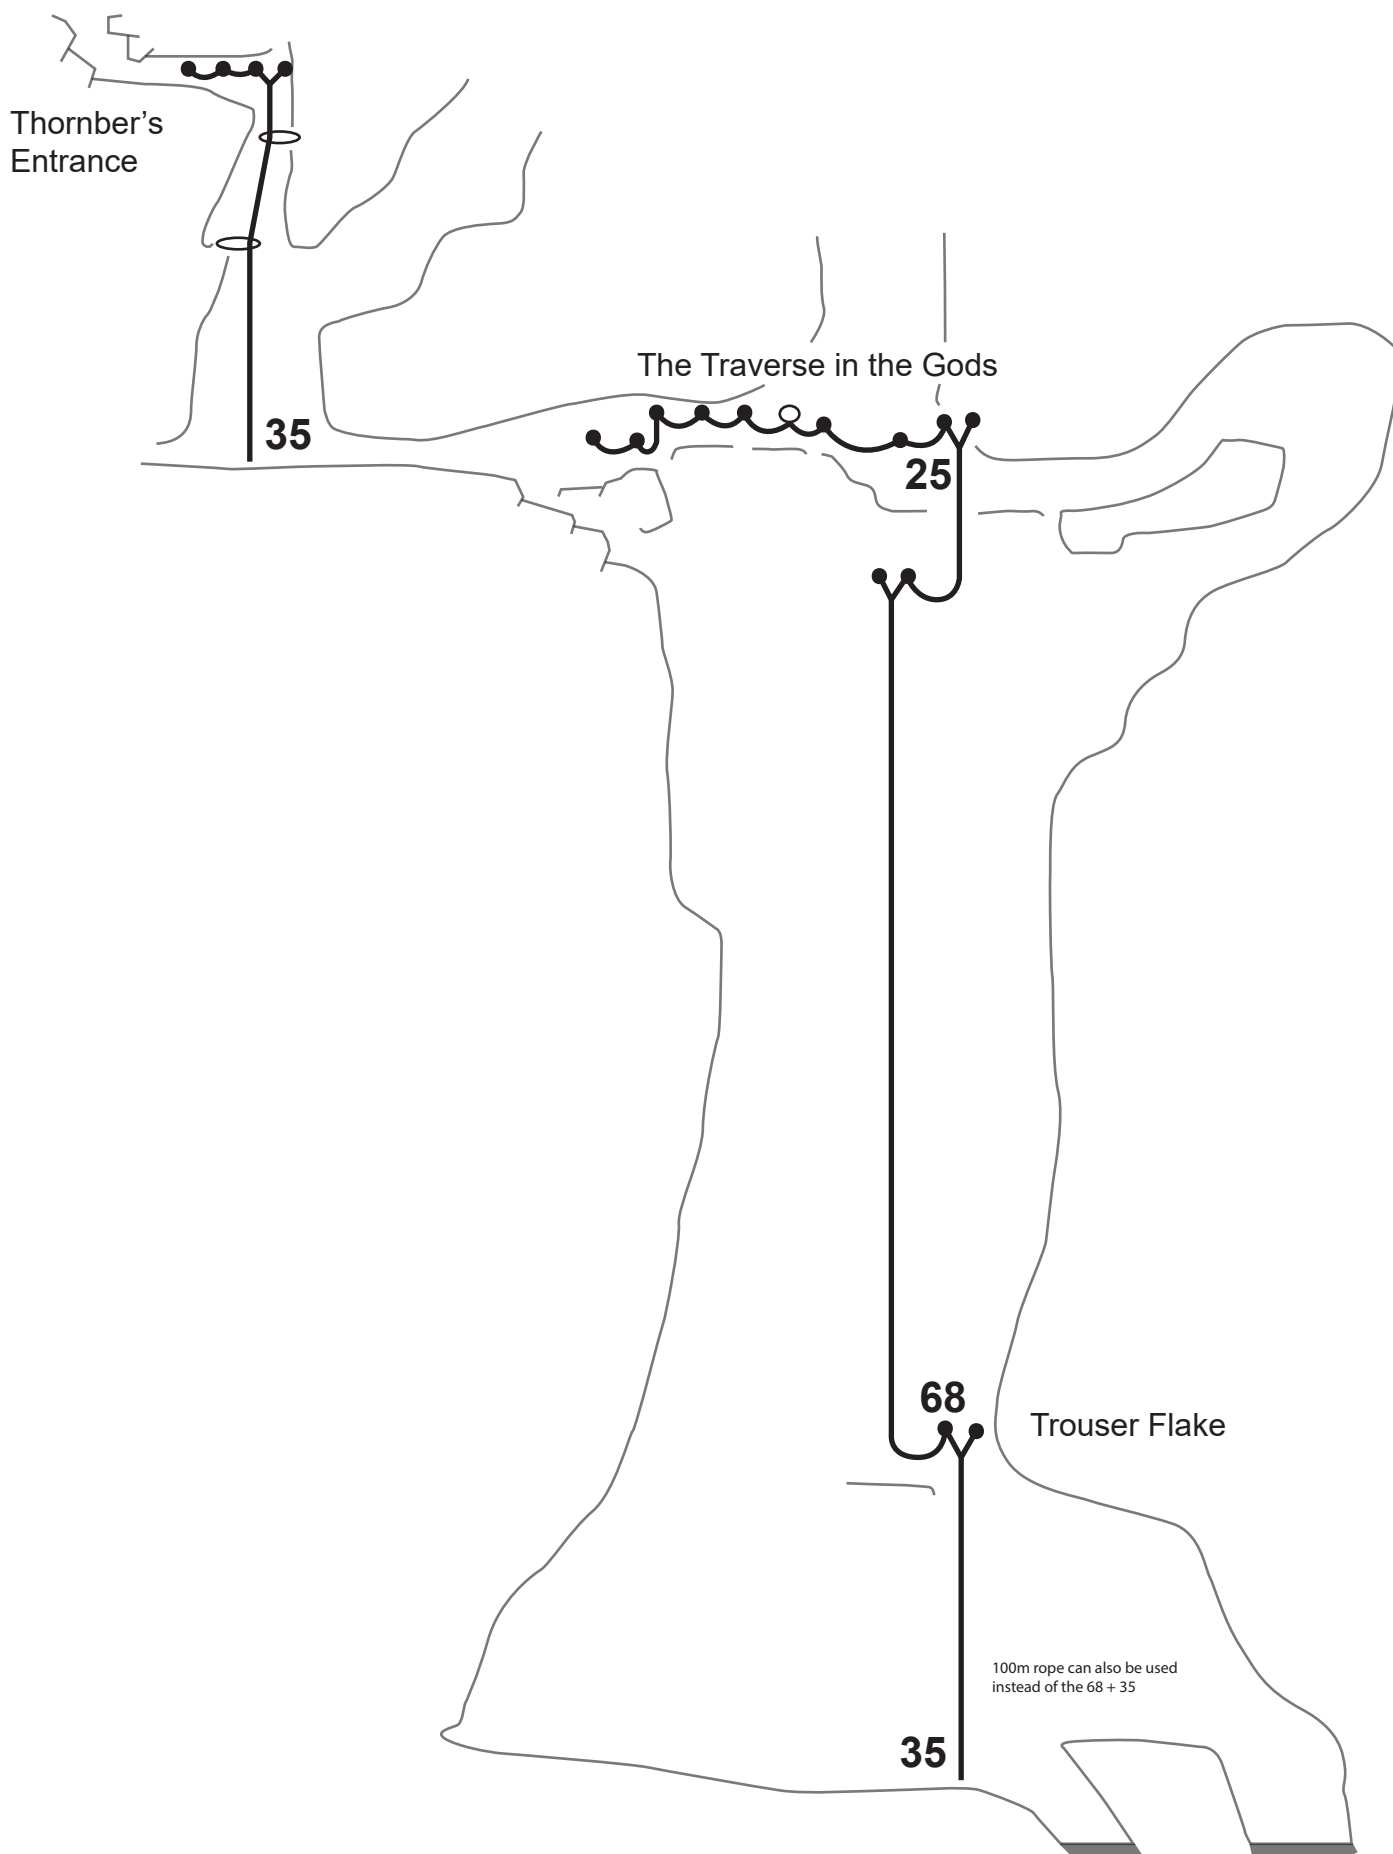 Thornber’s
Entrance
35
The Traverse in the Gods
25
68
Trouser Flake
100m rope can also be used
instead of the 68 + 35
35